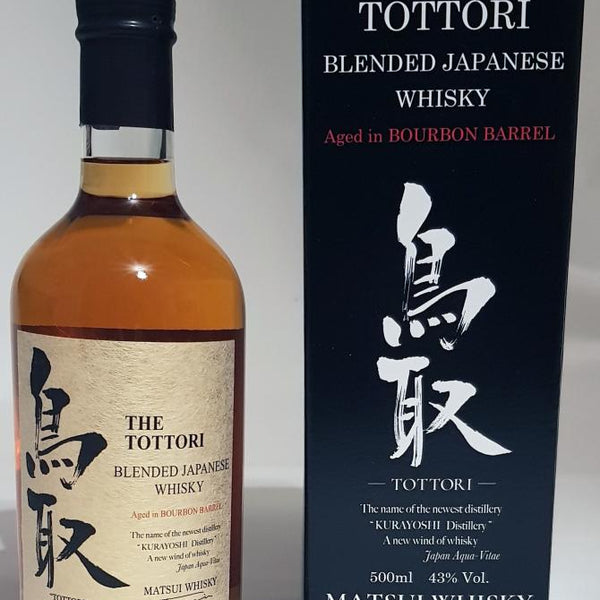 鳥取
THE
TOTTORI
BLENDED JAPANESE
WHISKY
Aged in BOURBON BARREL
The name of the newest distillery
"KURAYOSHI Distillery"
A new wind of whisky
Japan Aqua-Vitae
MATSUI WHISKY
TOTTORI
TOTTORI
BLENDED JAPANESE
WHISKY
Aged in BOURBON BARREL
鳥取
— TOTTORI —
The name of the newest distillery
"KURAYOSHI Distillery"
A new wind of whisky
Japan Aqua-Vitae
500ml 43% Vol.
MATSUI WHISKY